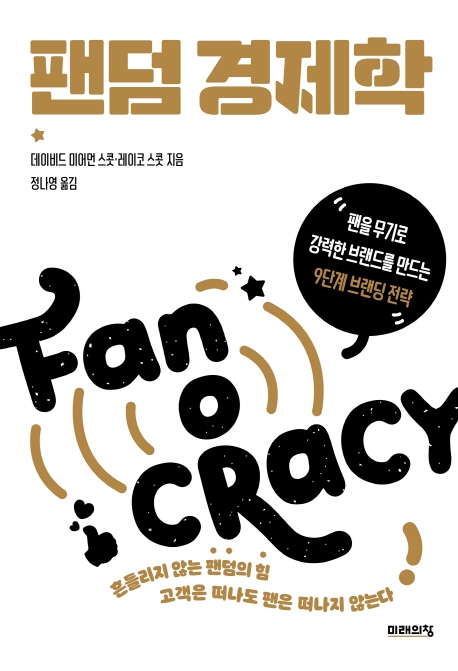 팬덤 경제학
데이비드 미어먼 스콧·레이코 스콧 지음
정나영 옮김
“팬을 무기로
강력한 브랜드를 만드는
9단계 브랜딩 전략”
Fan
O
CRaCY
흔들리지 않는 팬덤의 힘
고객은 떠나도 팬은 떠나지 않는다!
미래의창